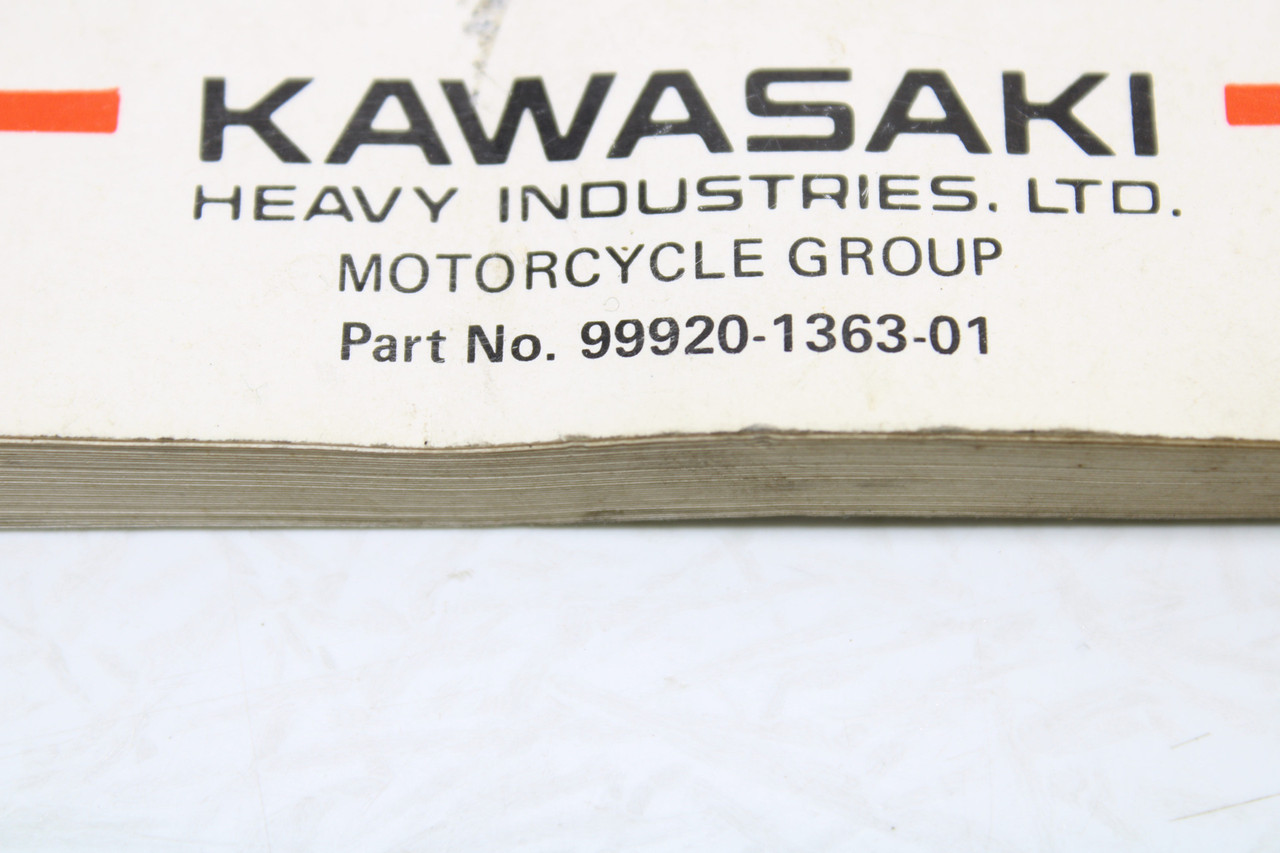 KAWASAKI
HEAVY INDUSTRIES. LTD.
MOTORCYCLE GROUP
Part No. 99920-1363-01